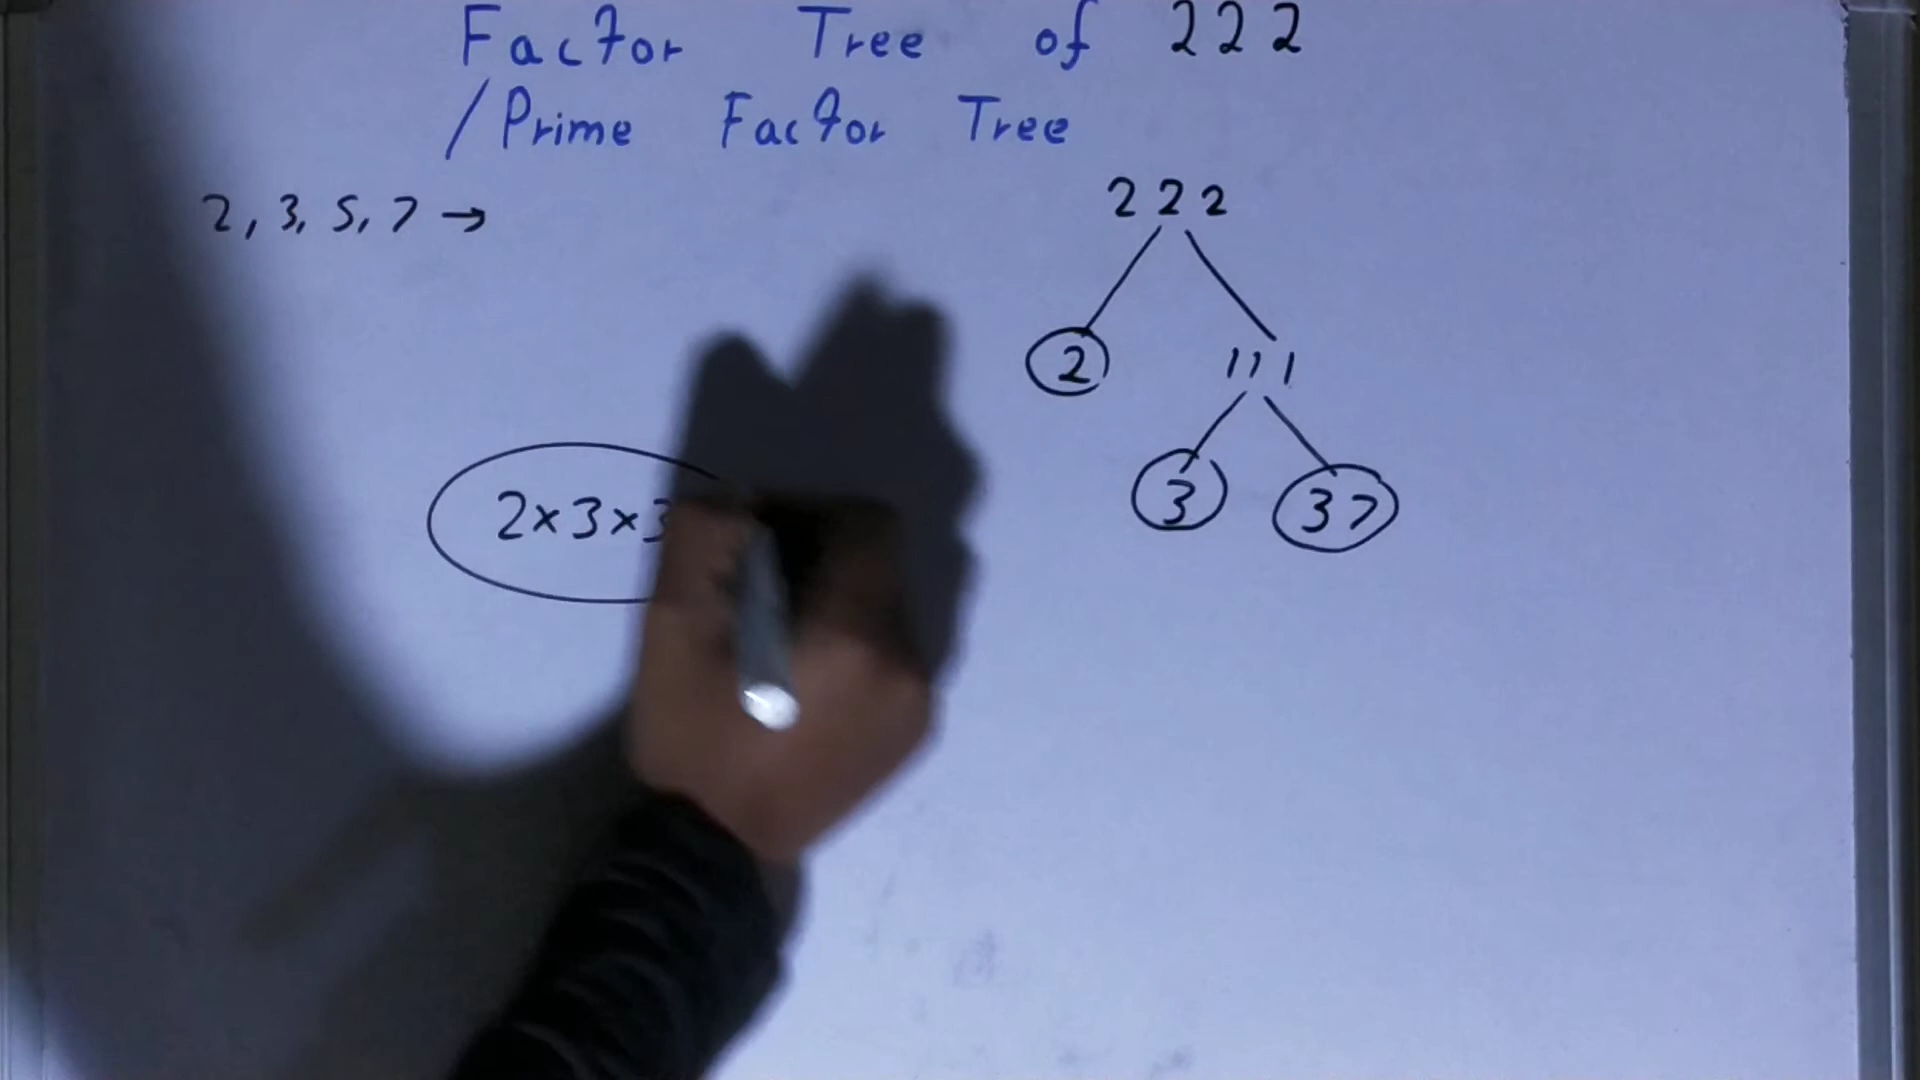 Factor Tree of 222
/Prime Factor Tree
2, 3, 5, 7 →
222
2 111
3 37
2×3×3